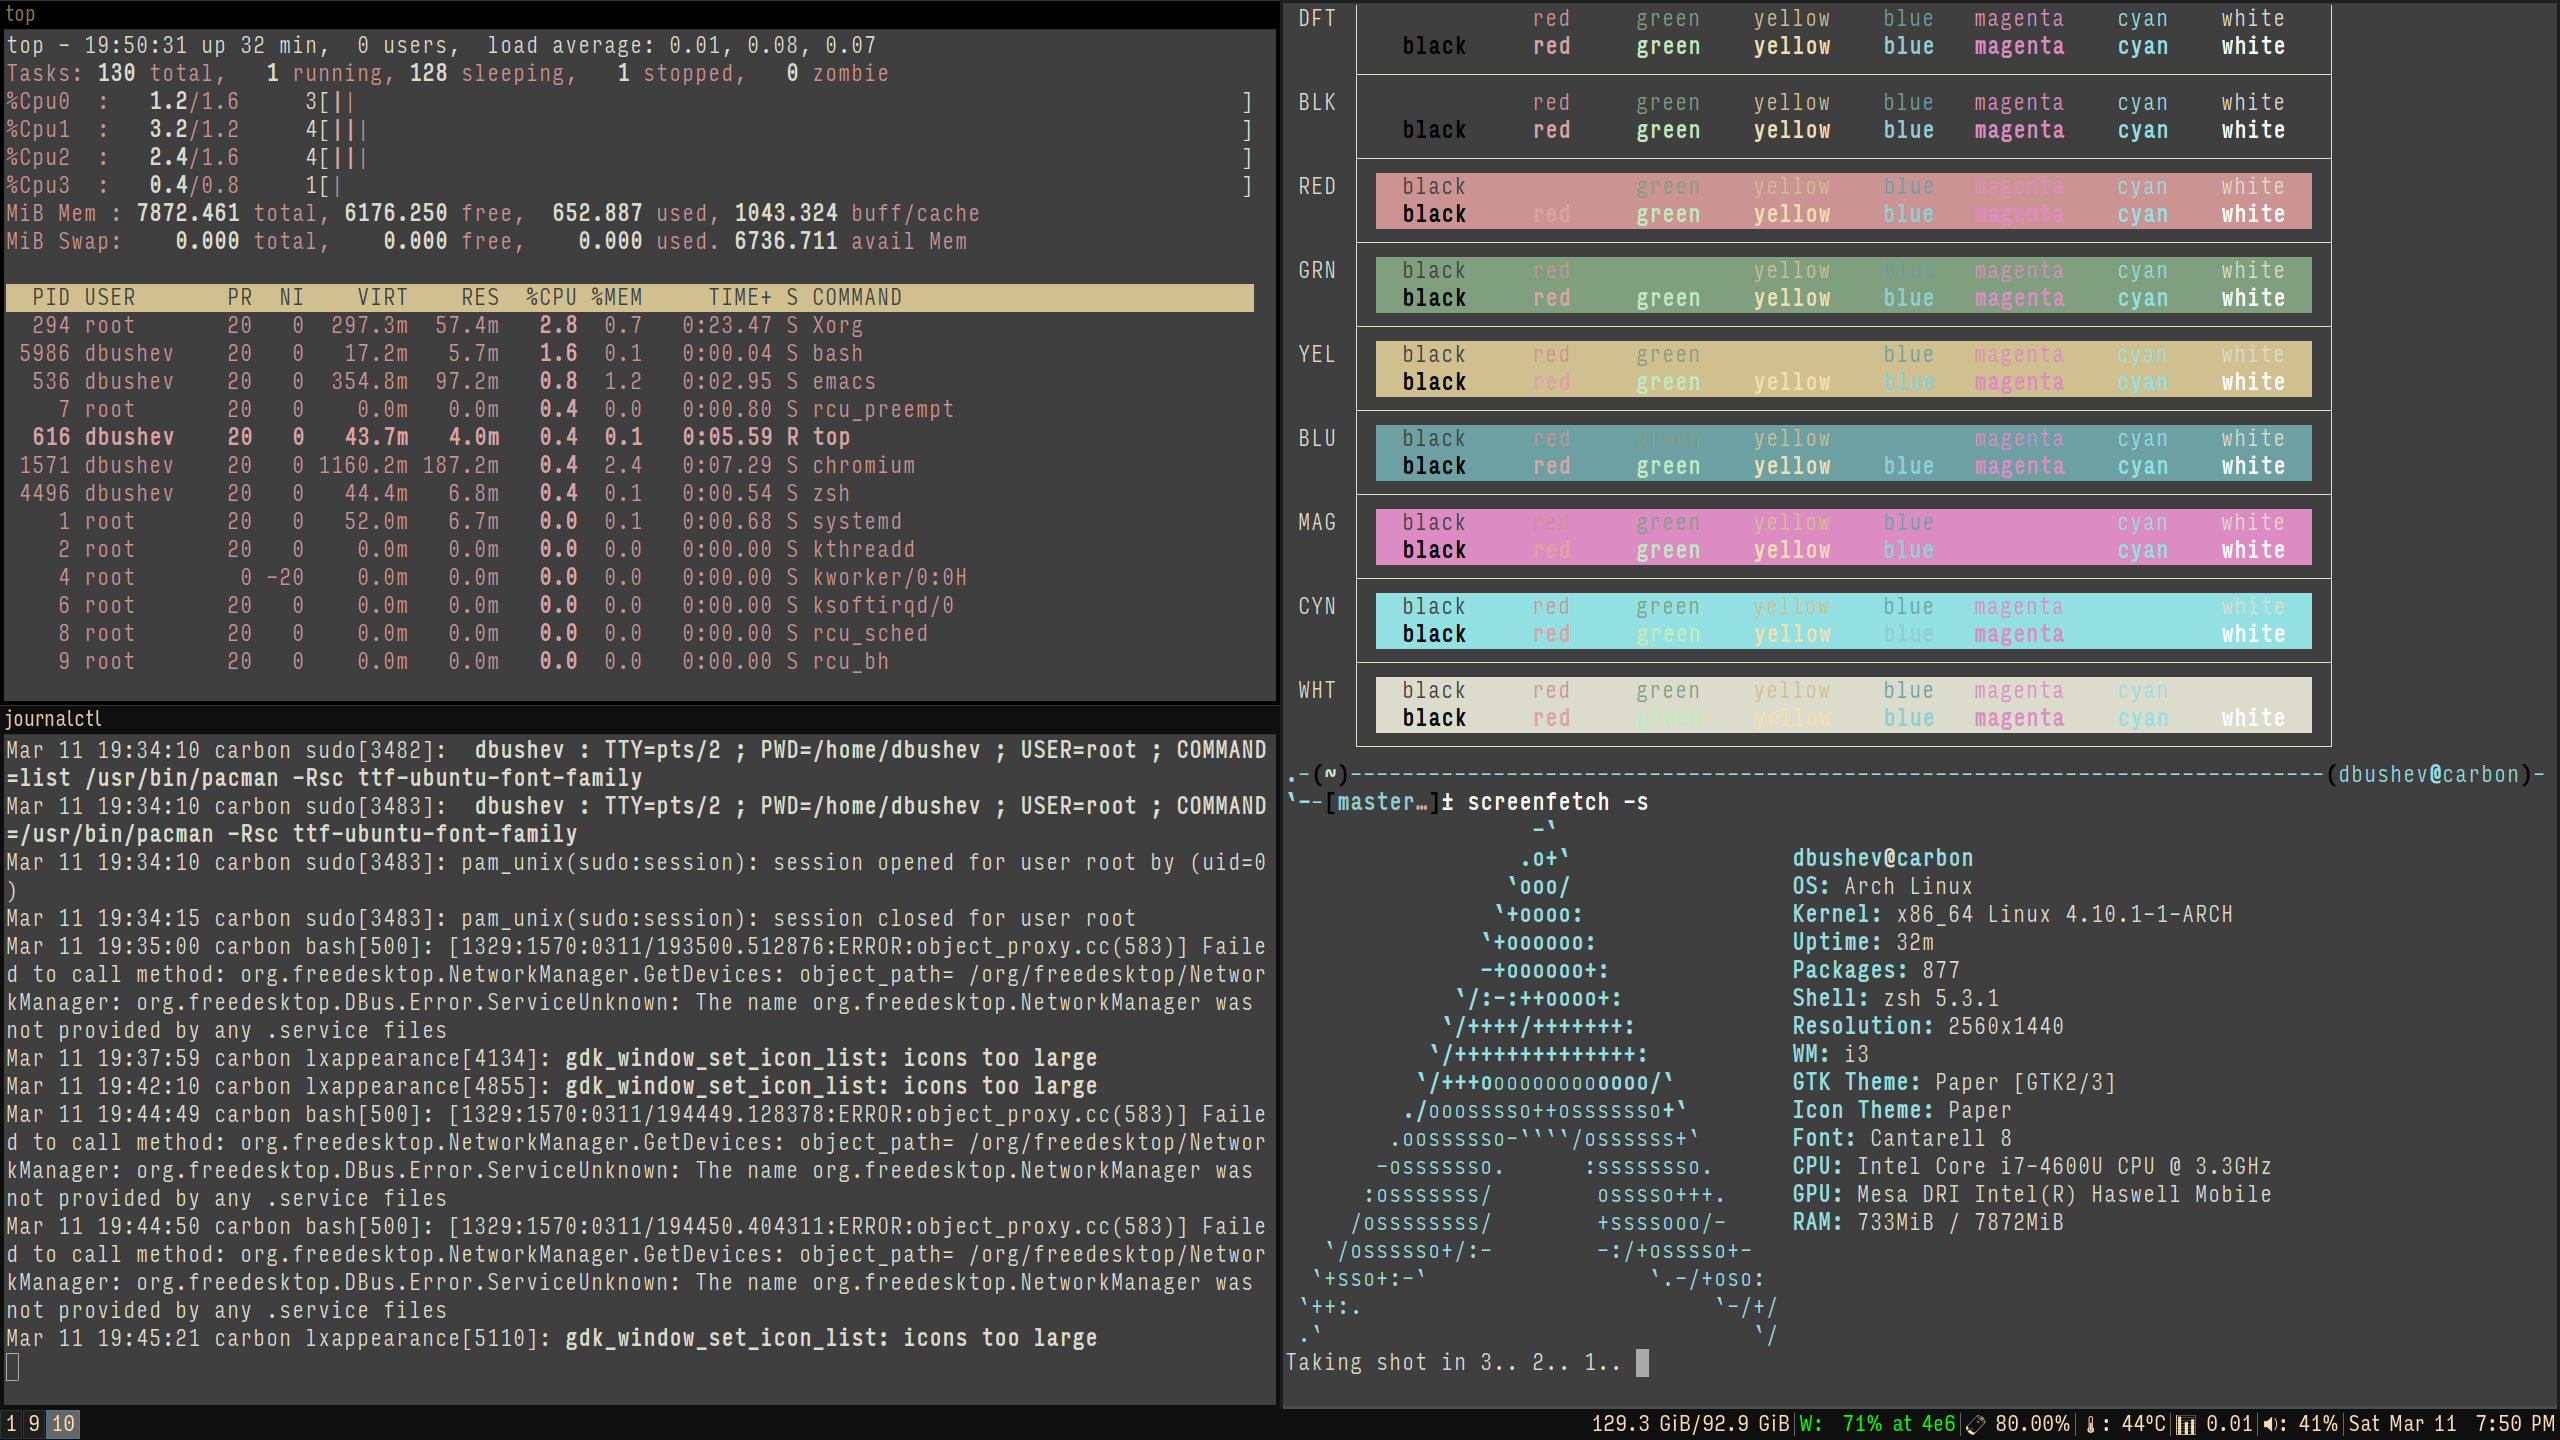 top
top - 19:50:31 up 32 min,  0 users,  load average: 0.01, 0.08, 0.07
Tasks: 130 total,   1 running, 128 sleeping,   1 stopped,   0 zombie
%Cpu0  :   1.2/1.6     3[||                                                                     ]
%Cpu1  :   3.2/1.2     4[|||                                                                    ]
%Cpu2  :   2.4/1.6     4[|||                                                                    ]
%Cpu3  :   0.4/0.8     1[|                                                                      ]
MiB Mem : 7872.461 total, 6176.250 free,  652.887 used, 1043.324 buff/cache
MiB Swap:    0.000 total,    0.000 free,    0.000 used. 6736.711 avail Mem
PID USER       PR  NI    VIRT    RES  %CPU %MEM     TIME+ S COMMAND
294 root       20   0  297.3m  57.4m   2.8  0.7   0:23.47 S Xorg
5986 dbushev    20   0   17.2m   5.7m   1.6  0.1   0:00.04 S bash
536 dbushev    20   0  354.8m  97.2m   0.8  1.2   0:02.95 S emacs
7 root       20   0    0.0m   0.0m   0.4  0.0   0:00.80 S rcu_preempt
616 dbushev    20   0   43.7m   4.0m   0.4  0.1   0:05.59 R top
1571 dbushev    20   0 1160.2m 187.2m   0.4  2.4   0:07.29 S chromium
4496 dbushev    20   0   44.4m   6.8m   0.4  0.1   0:00.54 S zsh
1 root       20   0   52.0m   6.7m   0.0  0.1   0:00.68 S systemd
2 root       20   0    0.0m   0.0m   0.0  0.0   0:00.00 S kthreadd
4 root        0 -20    0.0m   0.0m   0.0  0.0   0:00.00 S kworker/0:0H
6 root       20   0    0.0m   0.0m   0.0  0.0   0:00.00 S ksoftirqd/0
8 root       20   0    0.0m   0.0m   0.0  0.0   0:00.00 S rcu_sched
9 root       20   0    0.0m   0.0m   0.0  0.0   0:00.00 S rcu_bh
journalctl
Mar 11 19:34:10 carbon sudo[3482]:  dbushev : TTY=pts/2 ; PWD=/home/dbushev ; USER=root ; COMMAND
=list /usr/bin/pacman -Rsc ttf-ubuntu-font-family
Mar 11 19:34:10 carbon sudo[3483]:  dbushev : TTY=pts/2 ; PWD=/home/dbushev ; USER=root ; COMMAND
=/usr/bin/pacman -Rsc ttf-ubuntu-font-family
Mar 11 19:34:10 carbon sudo[3483]: pam_unix(sudo:session): session opened for user root by (uid=0
)
Mar 11 19:34:15 carbon sudo[3483]: pam_unix(sudo:session): session closed for user root
Mar 11 19:35:00 carbon bash[500]: [1329:1570:0311/193500.512876:ERROR:object_proxy.cc(583)] Faile
d to call method: org.freedesktop.NetworkManager.GetDevices: object_path= /org/freedesktop/Networ
kManager: org.freedesktop.DBus.Error.ServiceUnknown: The name org.freedesktop.NetworkManager was
not provided by any .service files
Mar 11 19:37:59 carbon lxappearance[4134]: gdk_window_set_icon_list: icons too large
Mar 11 19:42:10 carbon lxappearance[4855]: gdk_window_set_icon_list: icons too large
Mar 11 19:44:49 carbon bash[500]: [1329:1570:0311/194449.128378:ERROR:object_proxy.cc(583)] Faile
d to call method: org.freedesktop.NetworkManager.GetDevices: object_path= /org/freedesktop/Networ
kManager: org.freedesktop.DBus.Error.ServiceUnknown: The name org.freedesktop.NetworkManager was
not provided by any .service files
Mar 11 19:44:50 carbon bash[500]: [1329:1570:0311/194450.404311:ERROR:object_proxy.cc(583)] Faile
d to call method: org.freedesktop.NetworkManager.GetDevices: object_path= /org/freedesktop/Networ
kManager: org.freedesktop.DBus.Error.ServiceUnknown: The name org.freedesktop.NetworkManager was
not provided by any .service files
Mar 11 19:45:21 carbon lxappearance[5110]: gdk_window_set_icon_list: icons too large
DFT red green yellow blue magenta cyan white
black red green yellow blue magenta cyan white
BLK red green yellow blue magenta cyan white
black red green yellow blue magenta cyan white
RED black green yellow blue magenta cyan white
black red green yellow blue magenta cyan white
GRN black red yellow blue magenta cyan white
black red green yellow blue magenta cyan white
YEL black red green blue magenta cyan white
black red green yellow blue magenta cyan white
BLU black red green yellow magenta cyan white
black red green yellow blue magenta cyan white
MAG black red green yellow blue cyan white
black red green yellow blue magenta cyan white
CYN black red green yellow blue magenta white
black red green yellow blue magenta white
WHT black red green yellow blue magenta cyan
black red green yellow blue magenta cyan white
.-(~)---------------------------------------------------------------------------(dbushev@carbon)-
`--[master…]± screenfetch -s
-`
.o+`
dbushev@carbon
`ooo/
OS: Arch Linux
`+oooo:
Kernel: x86_64 Linux 4.10.1-1-ARCH
`+oooooo:
Uptime: 32m
-+oooooo+:
Packages: 877
`/:-:++oooo+:
Shell: zsh 5.3.1
`/++++/+++++++:
Resolution: 2560x1440
`/++++++++++++++:
WM: i3
`/+++ooooooooooooo/`
GTK Theme: Paper [GTK2/3]
./ooosssso++osssssso+`
Icon Theme: Paper
.oossssso-````/ossssss+`
Font: Cantarell 8
-osssssso.      :ssssssso.
CPU: Intel Core i7-4600U CPU @ 3.3GHz
:osssssss/        osssso+++.
GPU: Mesa DRI Intel(R) Haswell Mobile
/ossssssss/        +ssssooo/-
RAM: 733MiB / 7872MiB
`/ossssso+/:-        -:/+osssso+-
`+sso+:-`                 `.-/+oso:
`++:.                           `-/+/
.`                                 `/
Taking shot in 3.. 2.. 1..
1 9 10
129.3 GiB/92.9 GiB|W:  71% at 4e6| 80.00%| : 44ºC| 0.01| : 41%|Sat Mar 11  7:50 PM